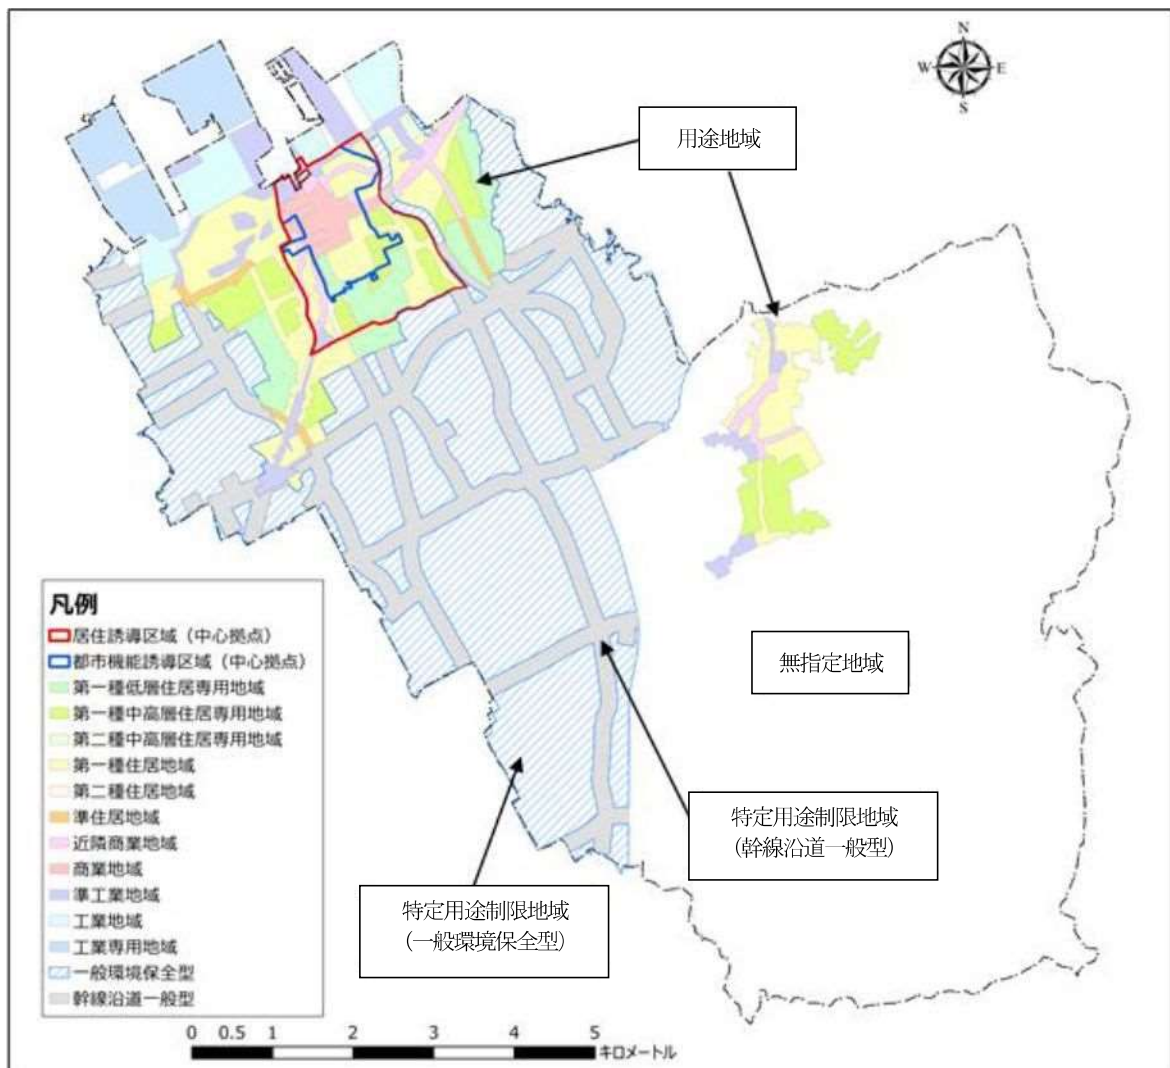 N
W E
S
用途地域
無指定地域
特定用途制限地域
(幹線沿道一般型)
特定用途制限地域
(一般環境保全型)
凡例
居住誘導区域（中心拠点）
都市機能誘導区域（中心拠点）
第一種低層住居専用地域
第一種中高層住居専用地域
第二種中高層住居専用地域
第一種住居地域
第二種住居地域
準住居地域
近隣商業地域
商業地域
準工業地域
工業地域
工業専用地域
一般環境保全型
幹線沿道一般型
0 0.5 1 2 3 4 5
キロメートル